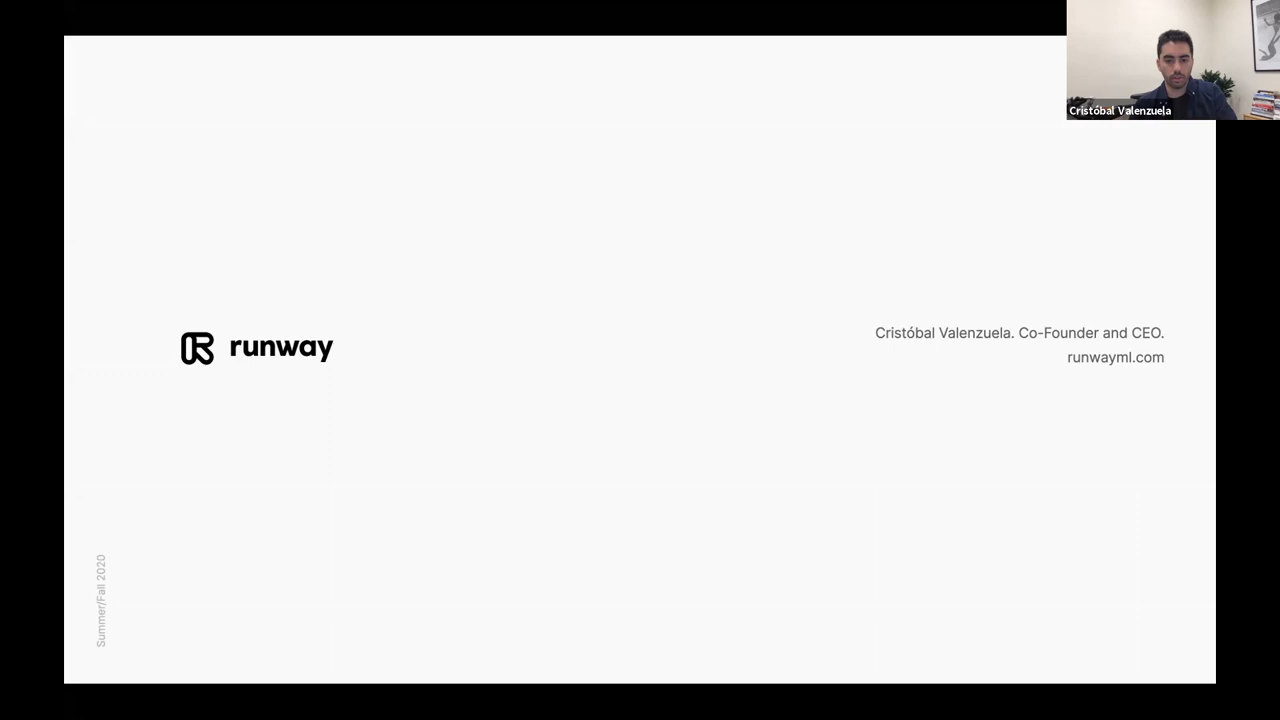 Cristóbal Valenzuela
runway
Cristóbal Valenzuela. Co-Founder and CEO.
runwayml.com
Summer/Fall 2020